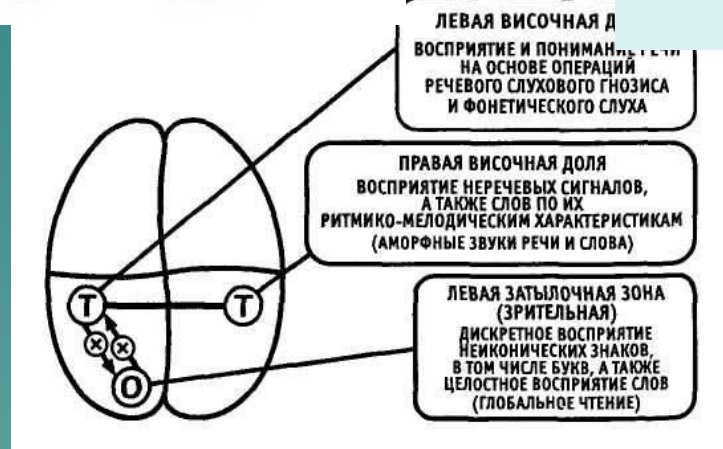 ЛЕВАЯ ВИСОЧНАЯ
ВОСПРИЯТИЕ И ПОНИМАНИЕ РЕЧИ
НА ОСНОВЕ ОПЕРАЦИЙ
РЕЧЕВОГО СЛУХОВОГО ГНОЗИСА
И ФОНЕТИЧЕСКОГО СЛУХА
ПРАВАЯ ВИСОЧНАЯ ДОЛЯ
ВОСПРИЯТИЕ НЕРЕЧЕВЫХ СИГНАЛОВ,
А ТАКЖЕ СЛОВ ПО ИХ
РИТМИКО-МЕЛОДИЧЕСКИМ ХАРАКТЕРИСТИКАМ
(АМОРФНЫЕ ЗВУКИ РЕЧИ И СЛОВА)
Т
Т
О
ЛЕВАЯ ЗАТЫЛОЧНАЯ ЗОНА
(ЗРИТЕЛЬНАЯ)
ДИСКРЕТНОЕ ВОСПРИЯТИЕ
НЕИКОНИЧЕСКИХ ЗНАКОВ,
В ТОМ ЧИСЛЕ БУКВ, А ТАКЖЕ
ЦЕЛОСТНОЕ ВОСПРИЯТИЕ СЛОВ
(ГЛОБАЛЬНОЕ ЧТЕНИЕ)